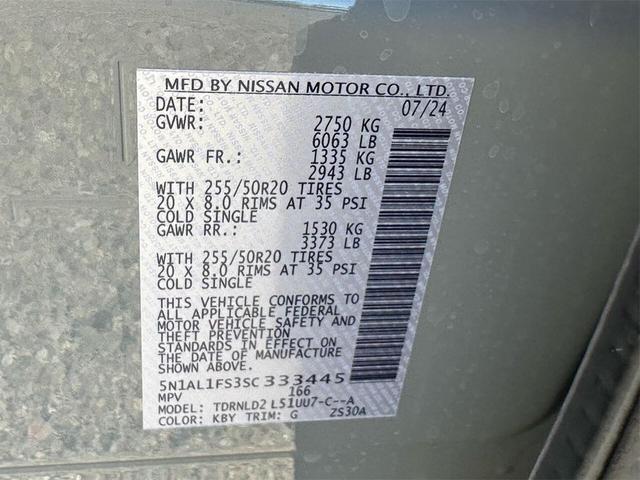 MFD BY NISSAN MOTOR CO., LTD.
DATE: 07/24
GVWR: 2750 KG
6063 LB
GAWR FR.: 1335 KG
2943 LB
WITH 255/50R20 TIRES
20 X 8.0 RIMS AT 35 PSI
COLD SINGLE
GAWR RR.: 1530 KG
3373 LB
WITH 255/50R20 TIRES
20 X 8.0 RIMS AT 35 PSI
COLD SINGLE
THIS VEHICLE CONFORMS TO
ALL APPLICABLE FEDERAL
MOTOR VEHICLE SAFETY AND
THEFT PREVENTION
STANDARDS IN EFFECT ON
THE DATE OF MANUFACTURE
SHOWN ABOVE.
5N1AL1FS3SC333445
MPV 166
MODEL: TDRNLD2 L51UU7-C--A
COLOR: KBY TRIM: G ZS30A